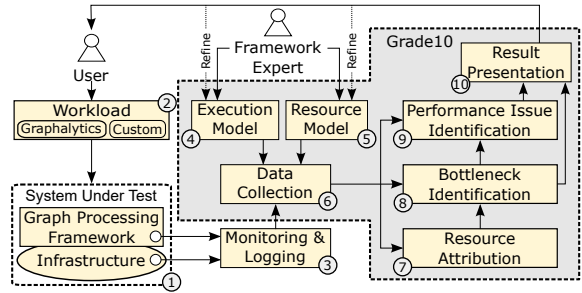 Refine
Framework
Expert
Refine
Grade10
User
Result
Presentation
10
2
Workload
Graphalytics
Custom
Execution
Model
4
Resource
Model
5
9
Performance Issue
Identification
Data
Collection
6
Bottleneck
Identification
8
System Under Test
Graph Processing
Framework
Infrastructure
1
Monitoring &
Logging
3
Resource
Attribution
7